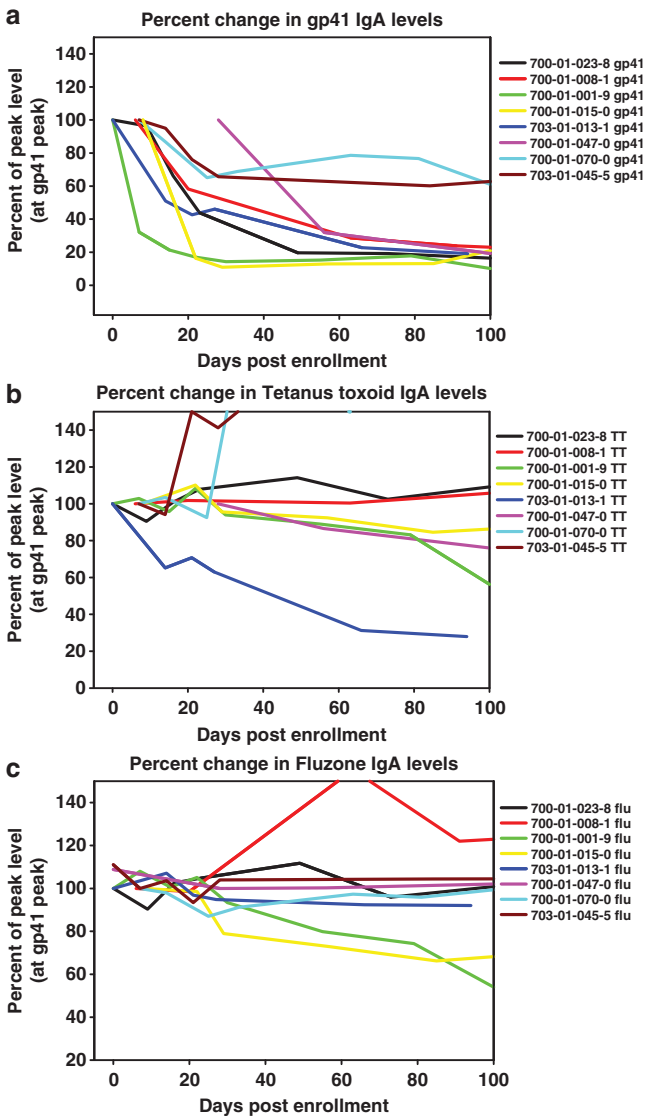 a
Percent change in gp41 IgA levels
Percent of peak level
(at gp41 peak)
140
120
100
80
60
40
20
0
0 20 40 60 80 100
Days post enrollment
700-01-023-8 gp41
700-01-008-1 gp41
700-01-001-9 gp41
700-01-015-0 gp41
703-01-013-1 gp41
700-01-047-0 gp41
700-01-070-0 gp41
703-01-045-5 gp41
b
Percent change in Tetanus toxoid IgA levels
Percent of peak level
(at gp41 peak)
140
120
100
80
60
40
20
0
0 20 40 60 80 100
Days post enrollment
700-01-023-8 TT
700-01-008-1 TT
700-01-001-9 TT
700-01-015-0 TT
703-01-013-1 TT
700-01-047-0 TT
700-01-070-0 TT
703-01-045-5 TT
c
Percent change in Fluzone IgA levels
Percent of peak level
(at gp41 peak)
140
120
100
80
60
40
20
0 20 40 60 80 100
Days post enrollment
700-01-023-8 flu
700-01-008-1 flu
700-01-001-9 flu
700-01-015-0 flu
703-01-013-1 flu
700-01-047-0 flu
700-01-070-0 flu
703-01-045-5 flu